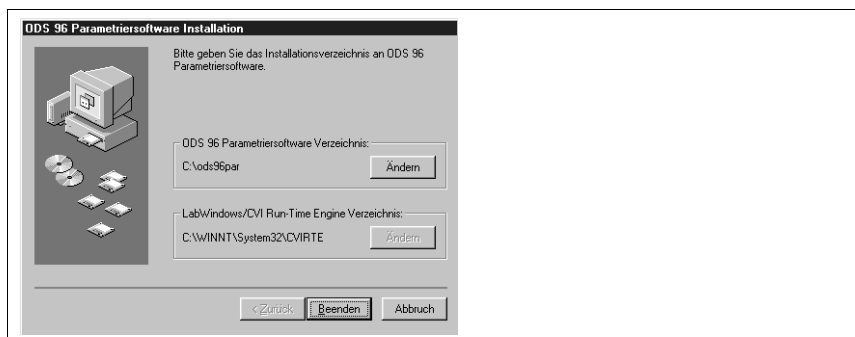 ODS 96 Parametriersoftware Installation
Bitte geben Sie das Installationsverzeichnis an ODS 96
Parametriersoftware.
ODS 96 Parametriersoftware Verzeichnis:
C:\ods96par
Ändern
LabWindows/CVI Run-Time Engine Verzeichnis:
C:\WINNT\System32\CVIRTE
Ändern
< Zurück
Beenden
Abbruch